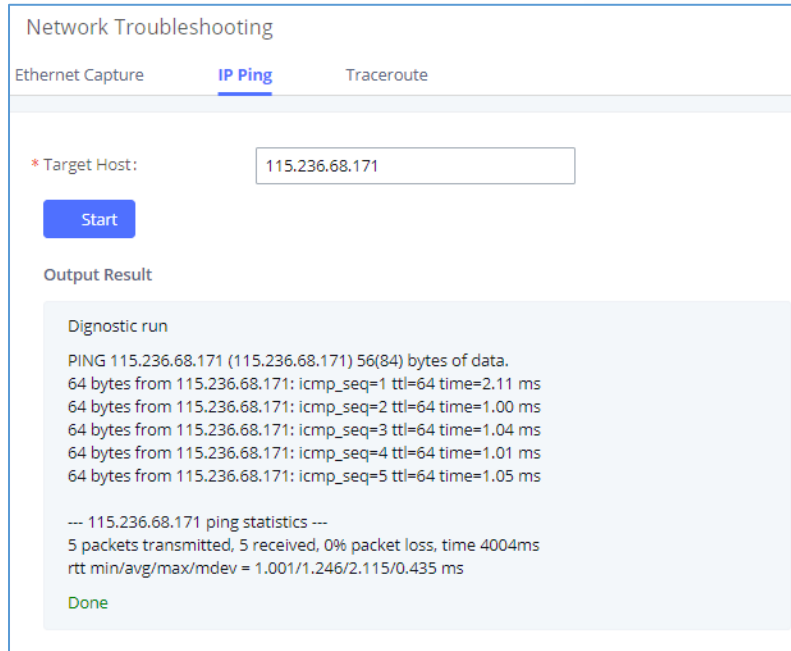 Network Troubleshooting
Ethernet Capture IP Ping Traceroute
* Target Host: 115.236.68.171
Start
Output Result
Dignostic run
PING 115.236.68.171 (115.236.68.171) 56(84) bytes of data.
64 bytes from 115.236.68.171: icmp_seq=1 ttl=64 time=2.11 ms
64 bytes from 115.236.68.171: icmp_seq=2 ttl=64 time=1.00 ms
64 bytes from 115.236.68.171: icmp_seq=3 ttl=64 time=1.04 ms
64 bytes from 115.236.68.171: icmp_seq=4 ttl=64 time=1.01 ms
64 bytes from 115.236.68.171: icmp_seq=5 ttl=64 time=1.05 ms
--- 115.236.68.171 ping statistics ---
5 packets transmitted, 5 received, 0% packet loss, time 4004ms
rtt min/avg/max/mdev = 1.001/1.246/2.115/0.435 ms
Done